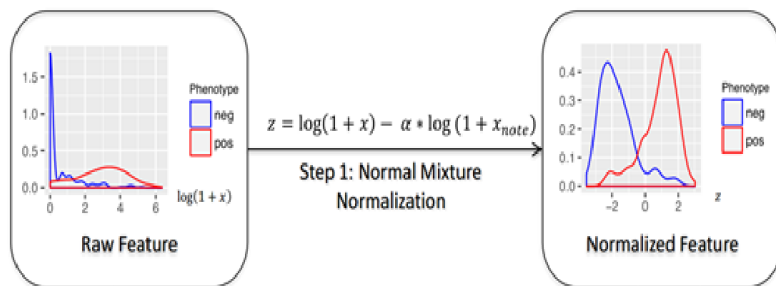 1.5
1.0
0.5
0.0
0 2 4 6
log(1 + x)
Phenotype
neg
pos
Raw Feature
z = log(1 + x) − α * log (1 + x_note)
Step 1: Normal Mixture
Normalization
0.4
0.3
0.2
0.1
0.0
−2 0 2
z
Phenotype
neg
pos
Normalized Feature